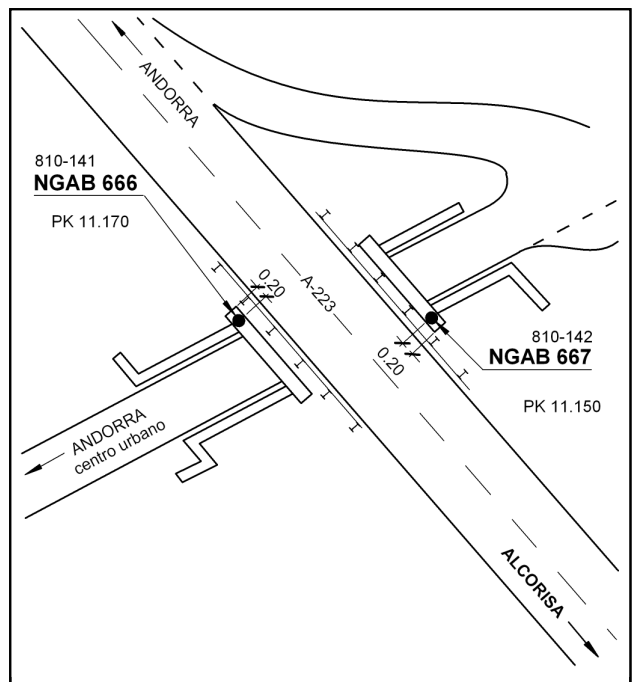 ANDORRA
810-141
NGAB 666
PK 11.170
0.20
A-223
0.20
810-142
NGAB 667
PK 11.150
ANDORRA
centro urbano
ALCORISA